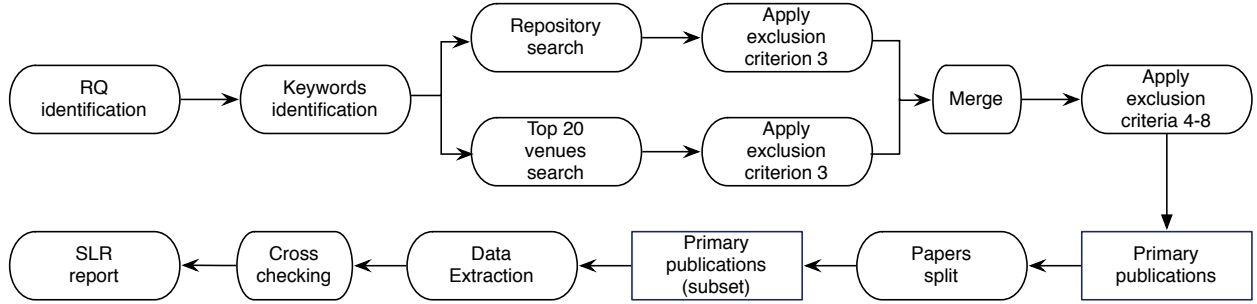 RQ
identification
Keywords
identification
Repository
search
Apply
exclusion
criterion 3
Top 20
venues
search
Apply
exclusion
criterion 3
Merge
Apply
exclusion
criteria 4-8
Primary
publications
Papers
split
Primary
publications
(subset)
Data
Extraction
Cross
checking
SLR
report